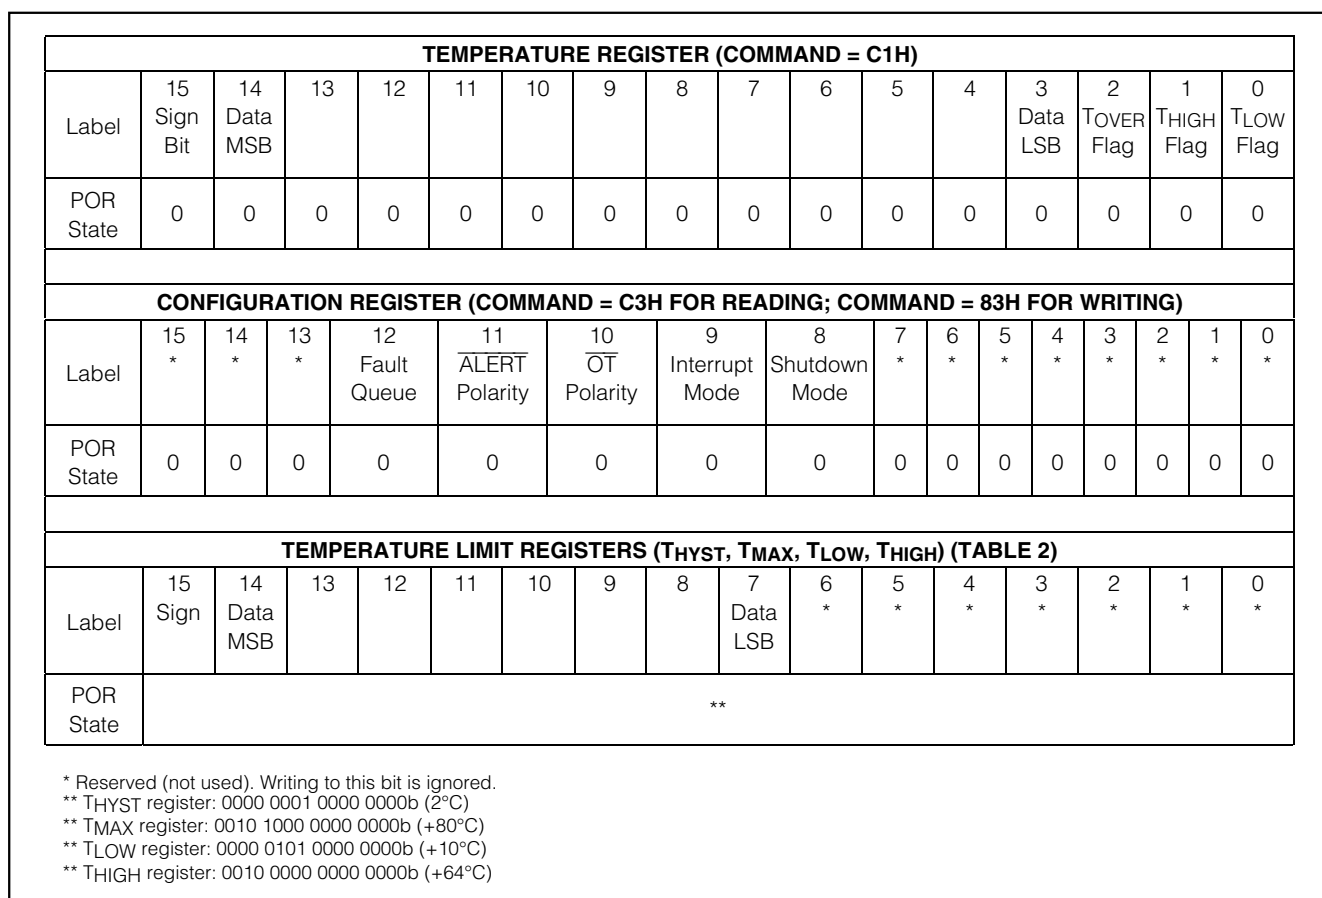 TEMPERATURE REGISTER (COMMAND = C1H)
Label 15 Sign Bit 14 Data MSB 13 12 11 10 9 8 7 6 5 4 3 Data LSB 2 TOVER Flag 1 THIGH Flag 0 TLOW Flag
POR State 0 0 0 0 0 0 0 0 0 0 0 0 0 0 0 0
CONFIGURATION REGISTER (COMMAND = C3H FOR READING; COMMAND = 83H FOR WRITING)
Label 15 * 14 * 13 * 12 Fault Queue 11 ALERT Polarity 10 OT Polarity 9 Interrupt Mode 8 Shutdown Mode 7 * 6 * 5 * 4 * 3 * 2 * 1 * 0 *
POR State 0 0 0 0 0 0 0 0 0 0 0 0 0 0 0 0
TEMPERATURE LIMIT REGISTERS (THYST, TMAX, TLOW, THIGH) (TABLE 2)
Label 15 Sign 14 Data MSB 13 12 11 10 9 8 7 Data LSB 6 * 5 * 4 * 3 * 2 * 1 * 0 *
POR State **
* Reserved (not used). Writing to this bit is ignored.
** THYST register: 0000 0001 0000 0000b (2°C)
** TMAX register: 0010 1000 0000 0000b (+80°C)
** TLOW register: 0000 0101 0000 0000b (+10°C)
** THIGH register: 0010 0000 0000 0000b (+64°C)